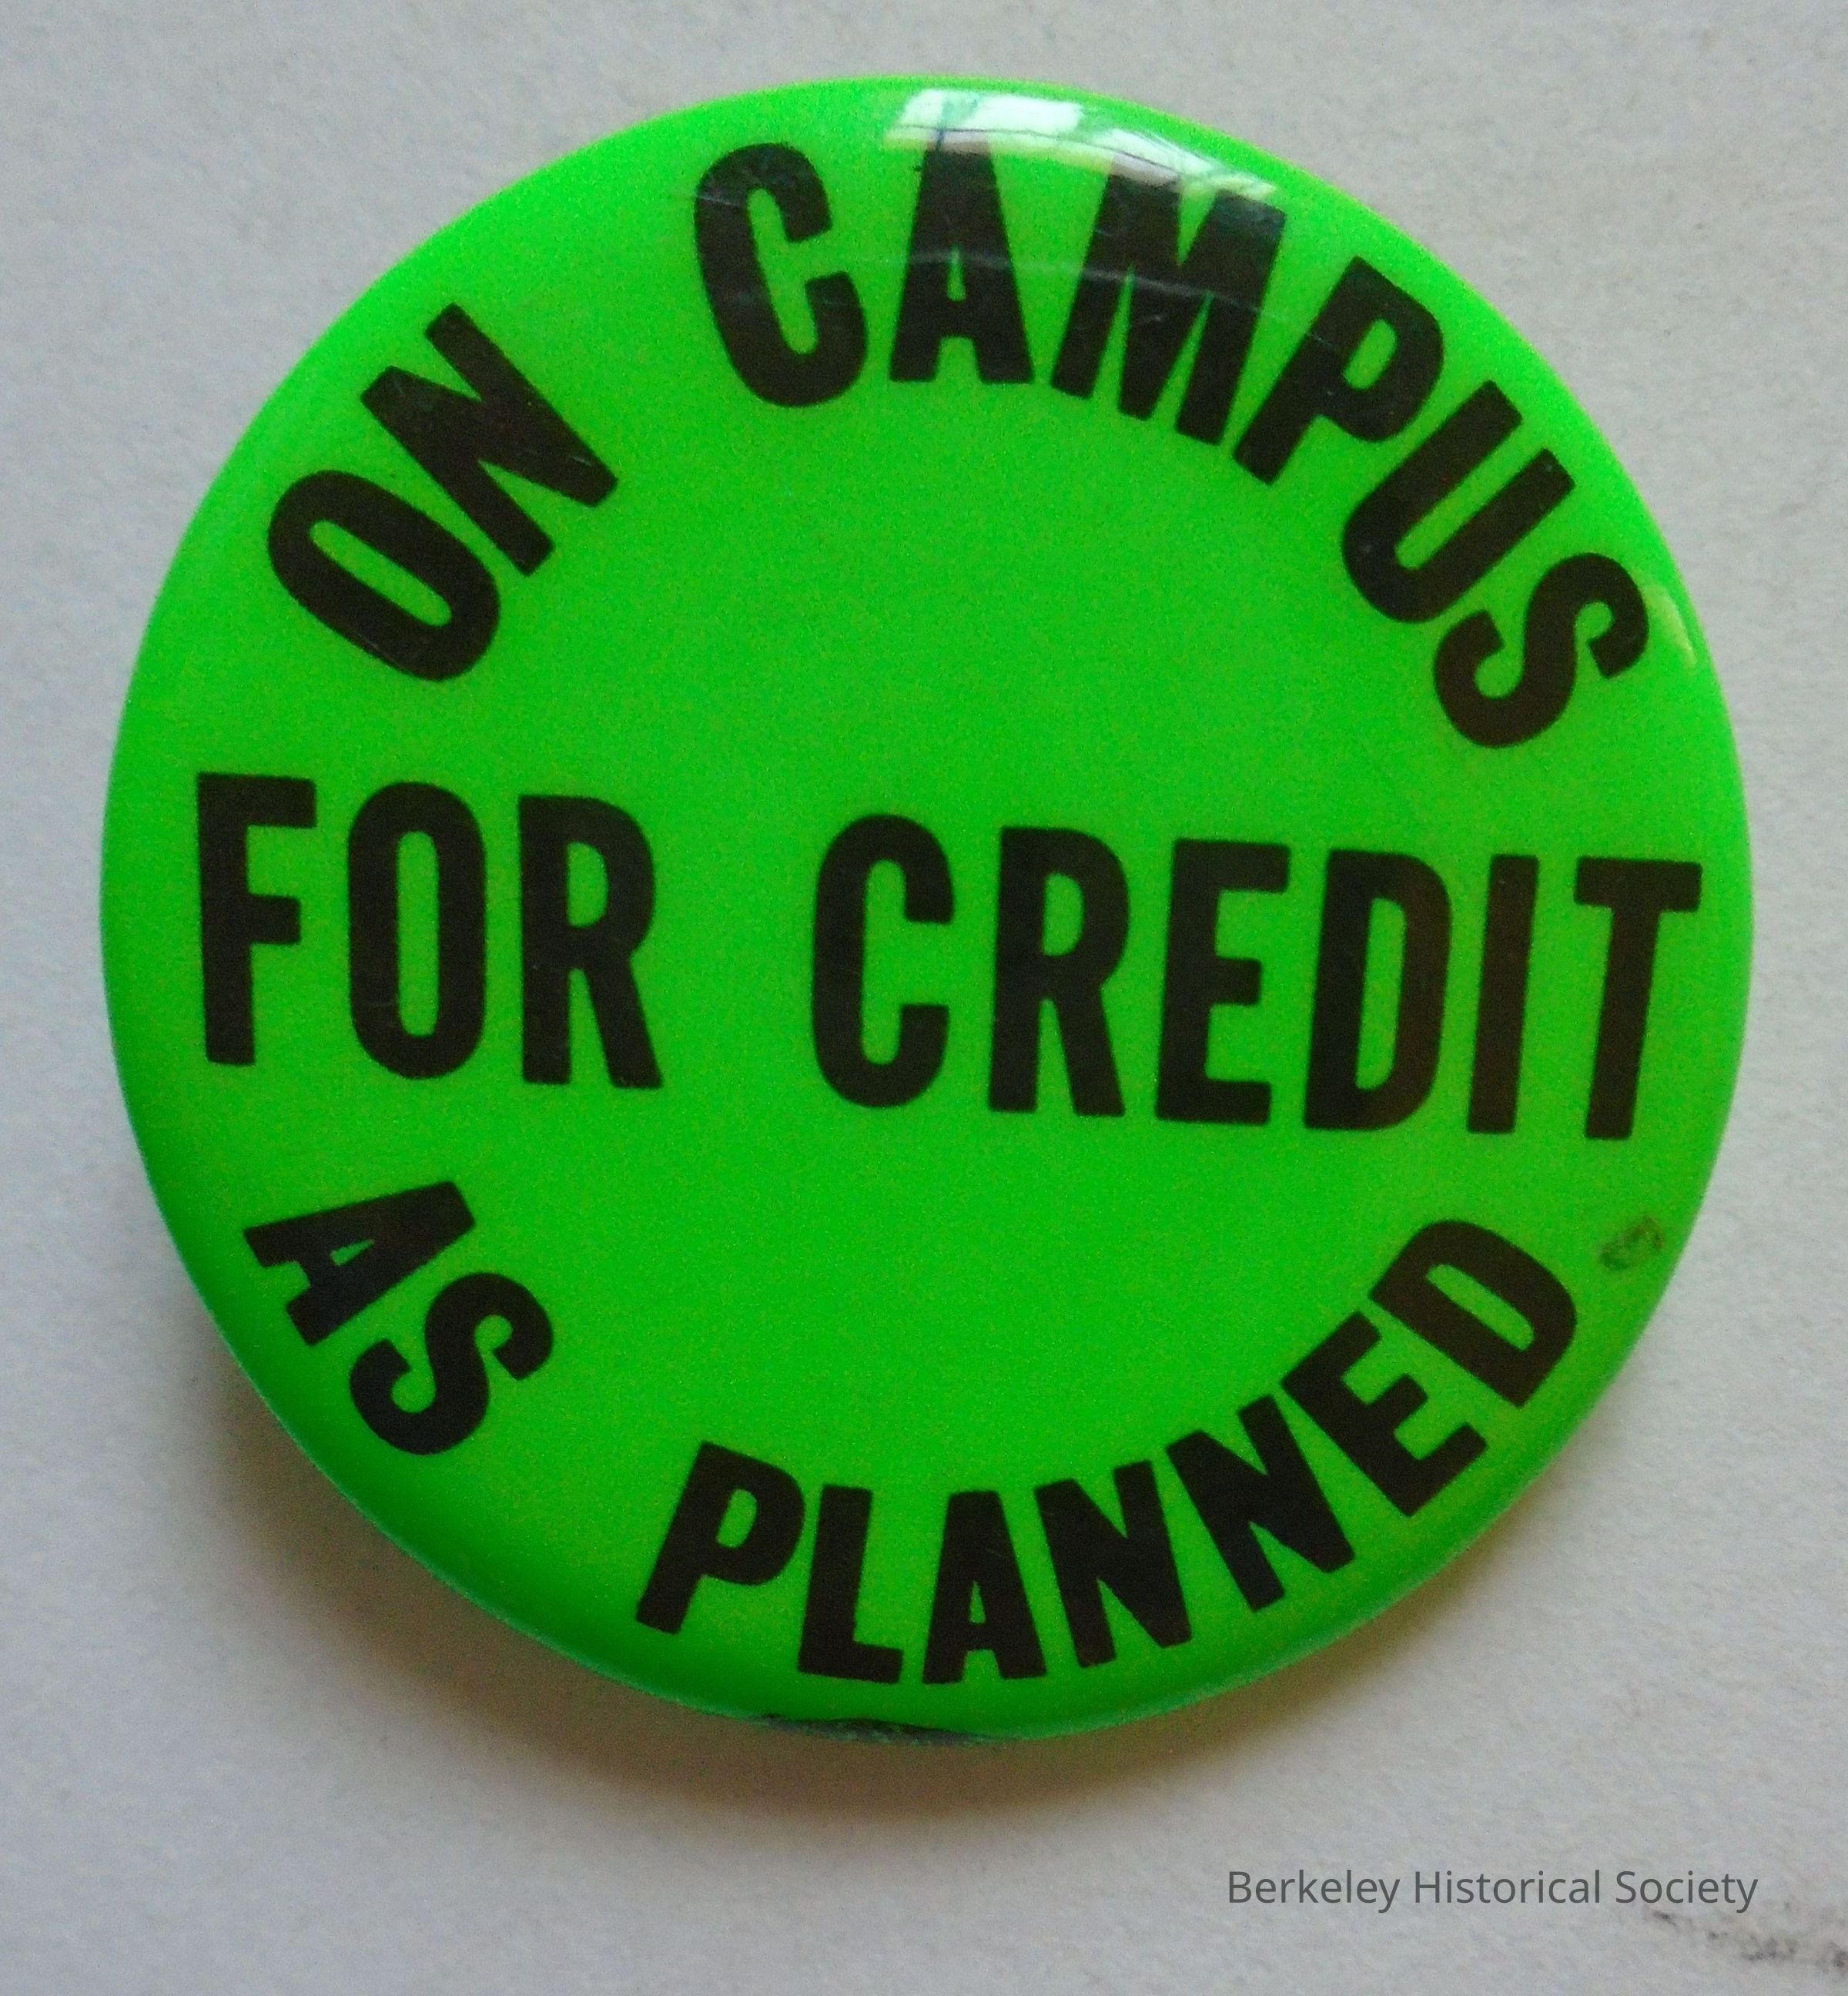 ON CAMPUS
FOR CREDIT
AS PLANNED
Berkeley Historical Society